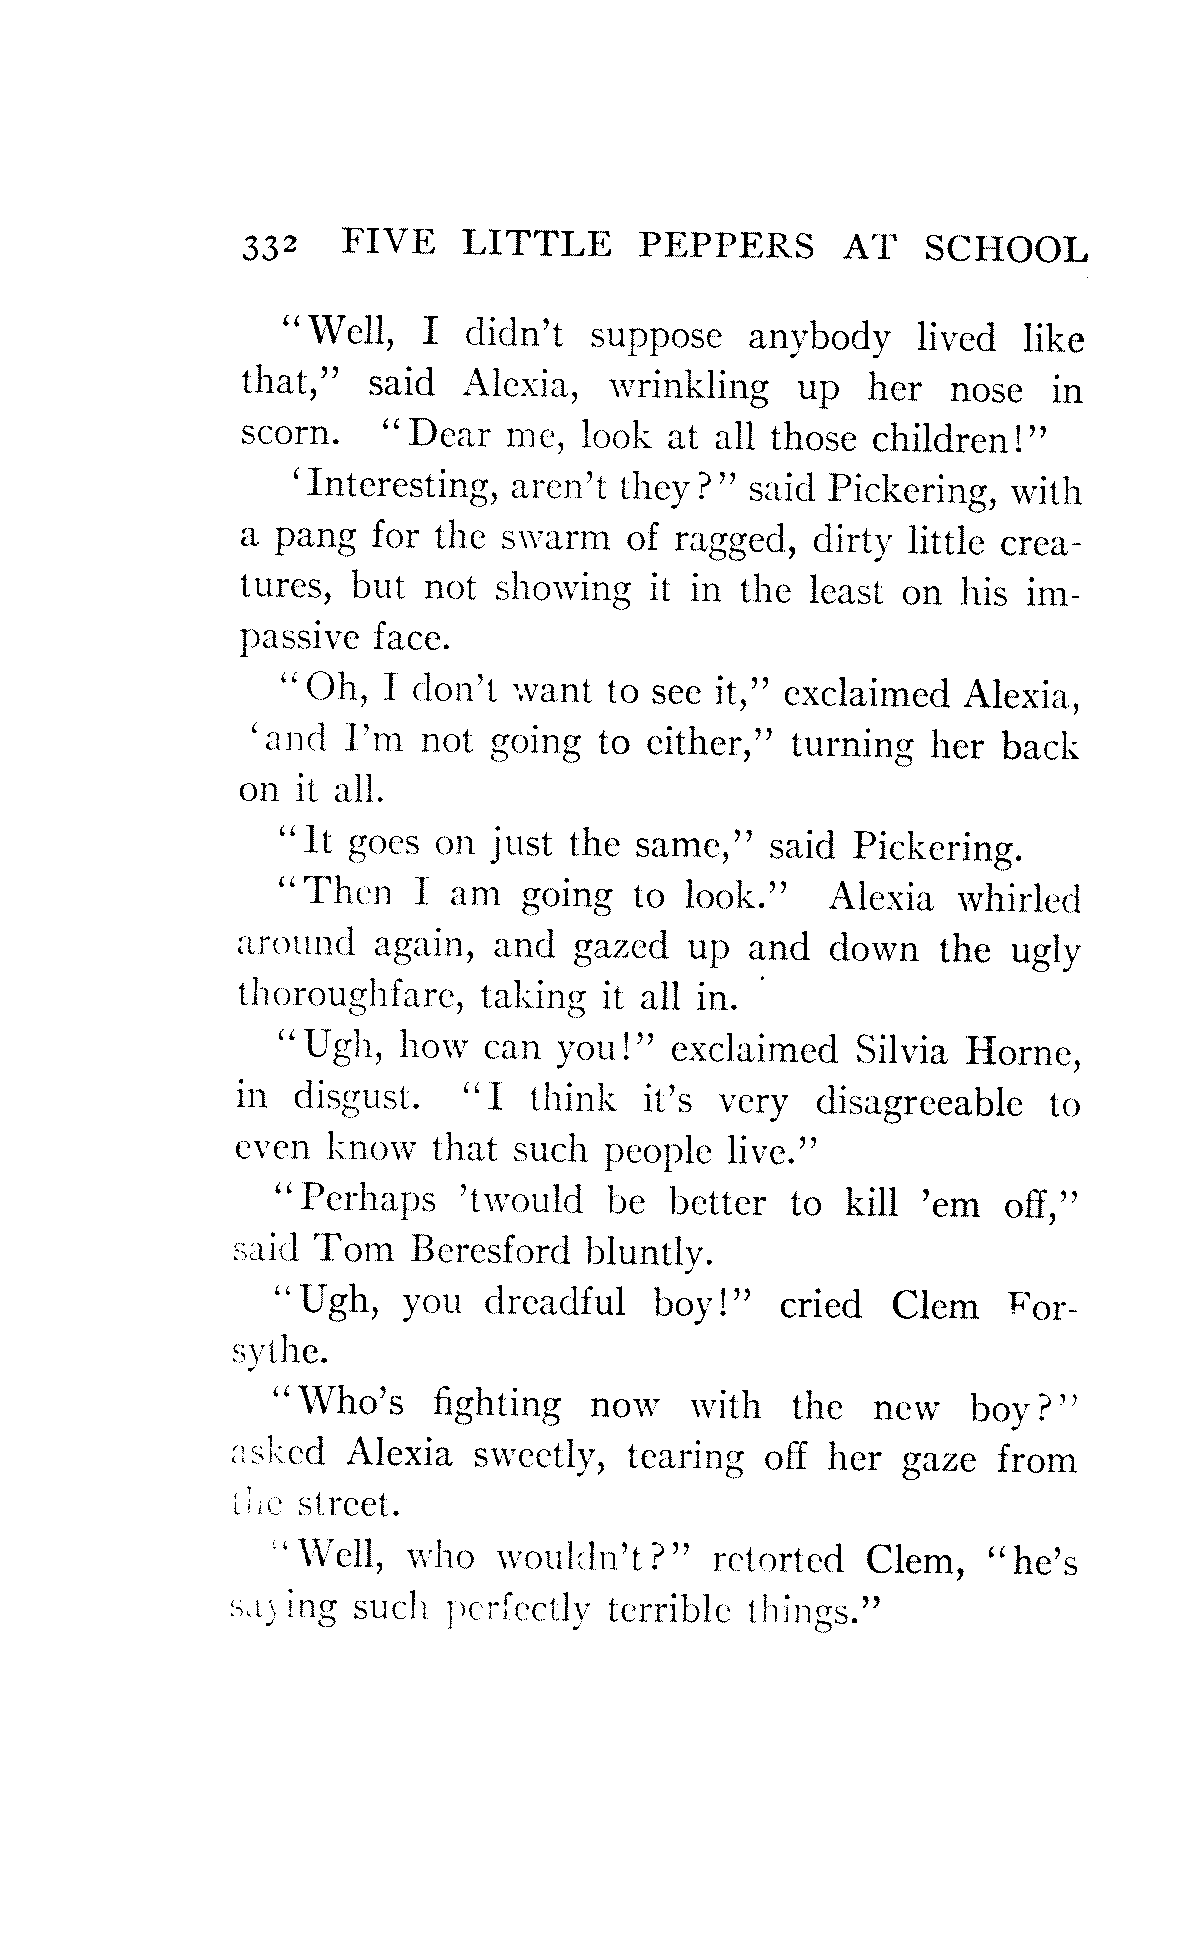 332 FIVE LITTLE PEPPERS AT SCHOOL
"Well, I didn't suppose anybody lived like
that," said Alexia, wrinkling up her nose in
scorn. "Dear me, look at all those children!"
'Interesting, aren't they?" said Pickering, with
a pang for the swarm of ragged, dirty little crea-
tures, but not showing it in the least on his im-
passive face.
"Oh, I don't want to see it," exclaimed Alexia,
'and I'm not going to either," turning her back
on it all.
"It goes on just the same," said Pickering.
"Then I am going to look." Alexia whirled
around again, and gazed up and down the ugly
thoroughfare, taking it all in.
"Ugh, how can you!" exclaimed Silvia Horne,
in disgust. "I think it's very disagreeable to
even know that such people live."
"Perhaps 'twould be better to kill 'em off,"
said Tom Beresford bluntly.
"Ugh, you dreadful boy!" cried Clem For-
sythe.
"Who's fighting now with the new boy?"
asked Alexia sweetly, tearing off her gaze from
the street.
"Well, who wouldn't?" retorted Clem, "he's
saying such perfectly terrible things."